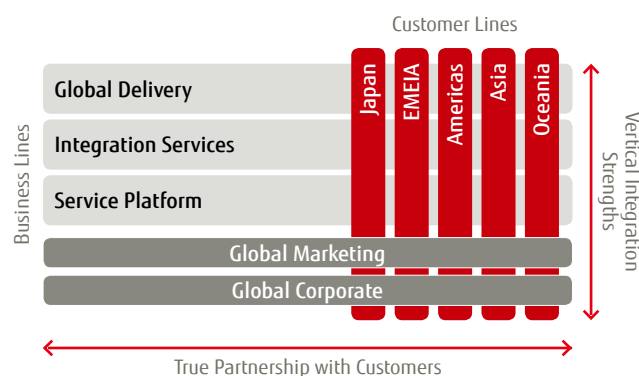 Customer Lines
Japan
EMEIA
Americas
Asia
Oceania
Business Lines
Global Delivery
Integration Services
Service Platform
Global Marketing
Global Corporate
Vertical Integration
Strengths
True Partnership with Customers